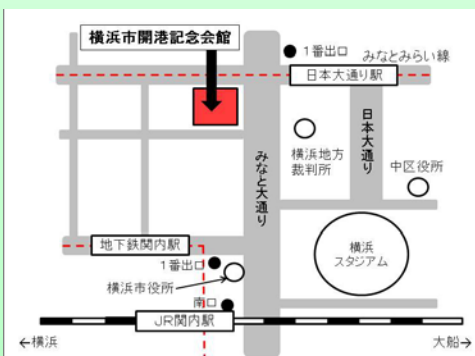 横浜市開港記念会館
1番出口
みなとみらい線
日本大通り駅
日本大通り
みなと大通り
横浜地方
裁判所
中区役所
地下鉄関内駅
1番出口
横浜市役所
横浜
スタジアム
南口
JR関内駅
←横浜
大船→